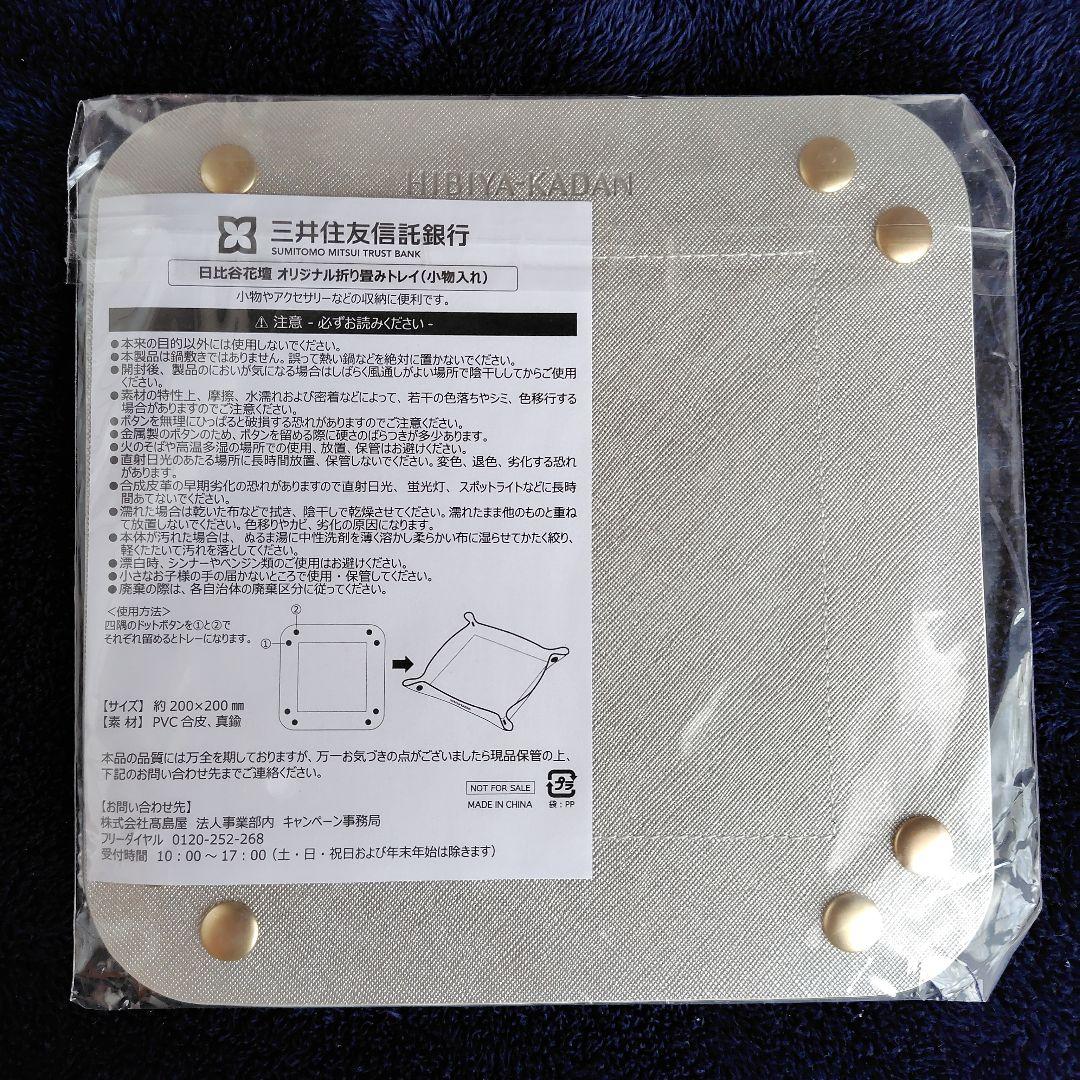 HIBIYA-KADAN
三井住友信託銀行
SUMITOMO MITSUI TRUST BANK
日比谷花壇 オリジナル折り畳みトレイ（小物入れ）
小物やアクセサリーなどの収納に便利です。
⚠ 注意 - 必ずお読みください -
●本来の目的以外には使用しないでください。
●本製品は鍋敷きではありません。誤って熱い鍋などを絶対に置かないでください。
●開封後、製品のにおいが気になる場合はしばらく風通しがよい場所で陰干ししてからご使用
ください。
●素材の特性上、摩擦、水濡れおよび密着などによって、若干の色落ちやシミ、色移行する
場合がありますのでご注意ください。
●ボタンを無理にひっぱると破損する恐れがありますのでご注意ください。
●金属製のボタンのため、ボタンを留める際に硬さのばらつきが多少あります。
●火のそばや高温多湿の場所での使用、放置、保管はお避けください。
●直射日光のあたる場所に長時間放置、保管しないでください。変色、退色、劣化する恐れ
があります。
●合成皮革の早期劣化の恐れがありますので直射日光、蛍光灯、スポットライトなどに長時
間あてないでください。
●濡れた場合は乾いた布などで拭き、陰干しで乾燥させてください。濡れたまま他のものと重ね
て放置しないでください。色移りやカビ、劣化の原因になります。
●本体が汚れた場合は、ぬるま湯に中性洗剤を薄く溶かし柔らかい布に湿らせてかたく絞り、
軽くたたいて汚れを落としてください。
●漂白時、シンナーやベンジン類のご使用はお避けください。
●小さなお子様の手の届かないところで使用・保管してください。
●廃棄の際は、各自治体の廃棄区分に従ってください。
＜使用方法＞
四隅のドットボタンを①と②で
それぞれ留めるとトレーになります。
②
①
【サイズ】 約 200×200 ㎜
【素 材】 PVC 合皮、真鍮
本品の品質には万全を期しておりますが、万一お気づきの点がございましたら現品保管の上、
下記のお問い合わせ先までご連絡ください。
NOT FOR SALE
MADE IN CHINA
プラ
袋：PP
【お問い合わせ先】
株式会社髙島屋 法人事業部内 キャンペーン事務局
フリーダイヤル 0120-252-268
受付時間 10：00 ～ 17：00（土・日・祝日および年末年始は除きます）